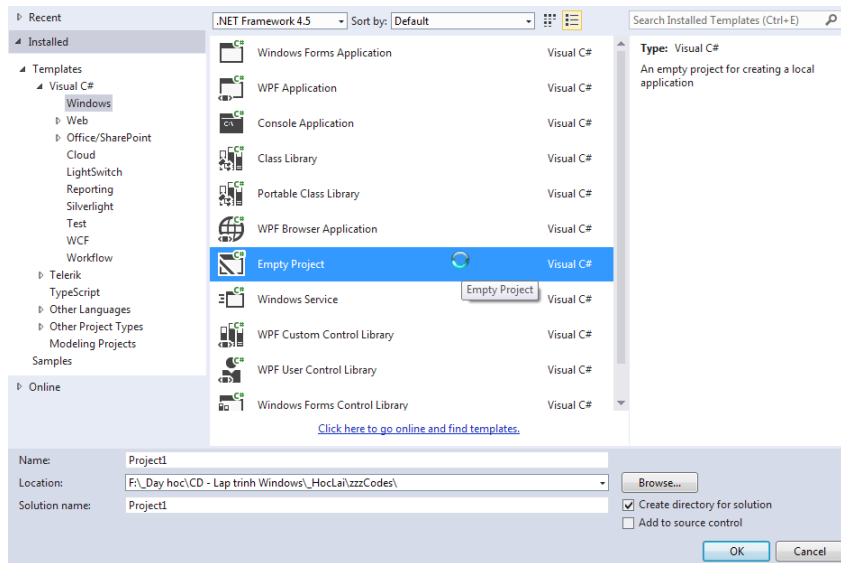 Recent
Installed
Templates
Visual C#
Windows
Web
Office/SharePoint
Cloud
LightSwitch
Reporting
Silverlight
Test
WCF
Workflow
Telerik
TypeScript
Other Languages
Other Project Types
Modeling Projects
Samples
Online
.NET Framework 4.5 Sort by: Default
Windows Forms Application Visual C#
WPF Application Visual C#
Console Application Visual C#
Class Library Visual C#
Portable Class Library Visual C#
WPF Browser Application Visual C#
Empty Project Visual C#
Empty Project
Windows Service Visual C#
WPF Custom Control Library Visual C#
WPF User Control Library Visual C#
Windows Forms Control Library Visual C#
Click here to go online and find templates.
Search Installed Templates (Ctrl+E)
Type: Visual C#
An empty project for creating a local
application
Name: Project1
Location: F:\_Day hoc\CD - Lap trinh Windows\_HocLai\zzzCodes\
Browse...
Solution name: Project1
Create directory for solution
Add to source control
OK Cancel